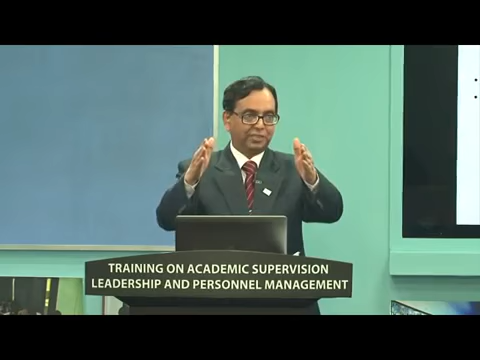 TRAINING ON ACADEMIC SUPERVISION
LEADERSHIP AND PERSONNEL MANAGEMENT